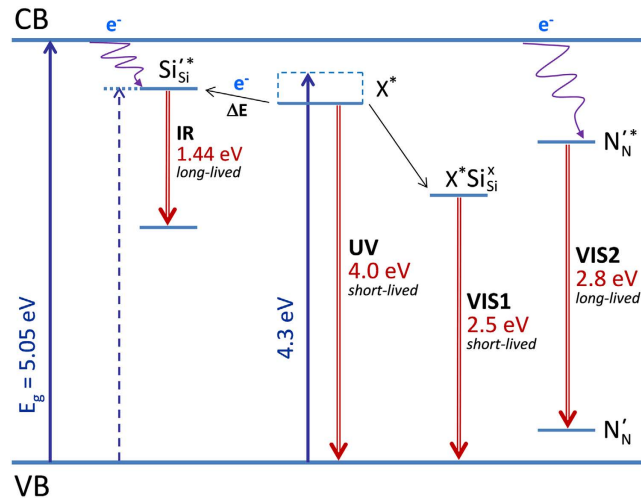 CB
e-
e-
Si′*Si
e-
X*
ΔE
IR
1.44 eV
long-lived
N′*N
X*SixSi
UV
4.0 eV
short-lived
VIS1
2.5 eV
short-lived
VIS2
2.8 eV
long-lived
Eg = 5.05 eV
4.3 eV
N′N
VB